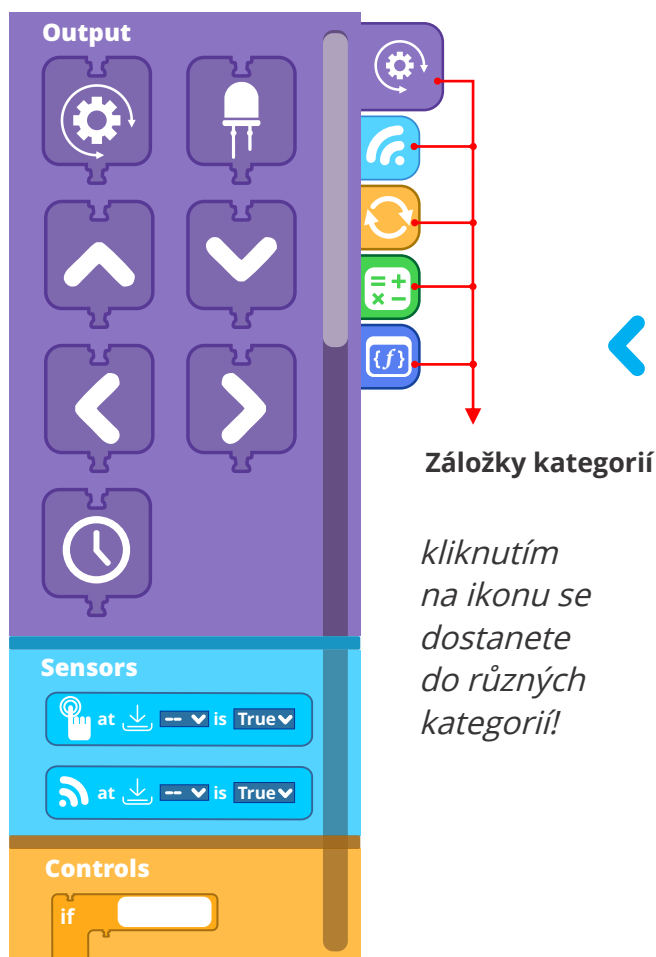 Output
Sensors
at -- is True
at -- is True
Controls
if
= +
× −
{f}
Záložky kategorií
kliknutím
na ikonu se
dostanete
do různých
kategorií!